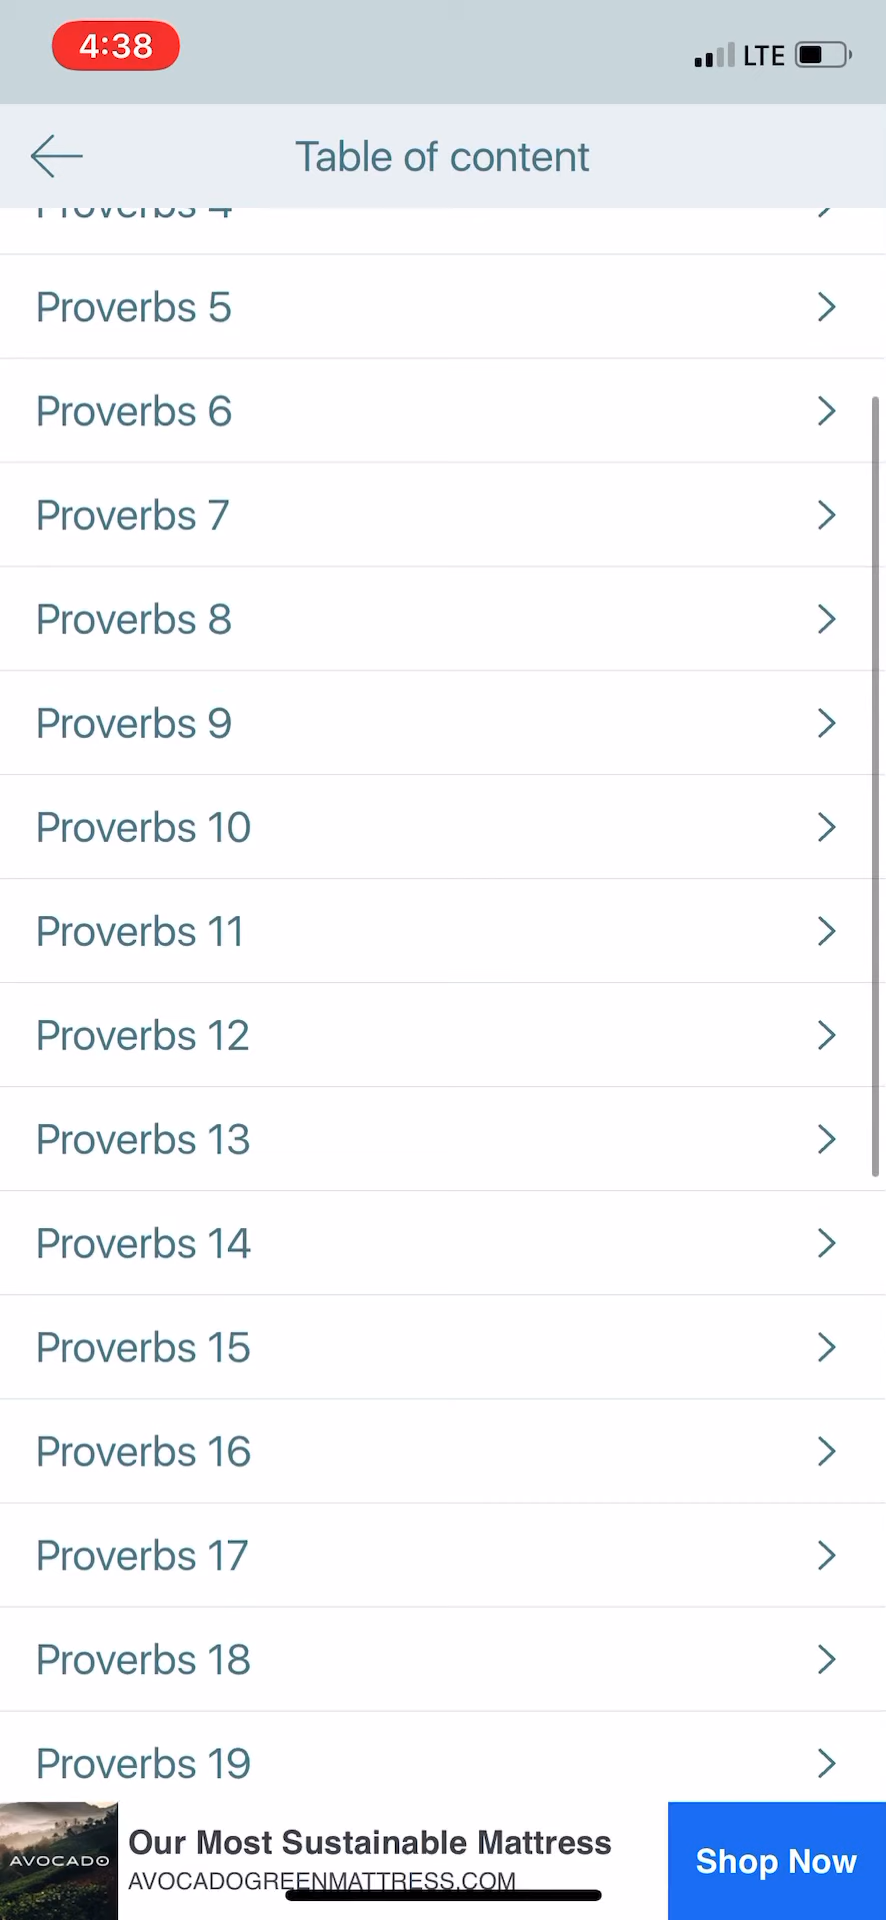 4:38
LTE
Table of content
Proverbs 4
Proverbs 5
Proverbs 6
Proverbs 7
Proverbs 8
Proverbs 9
Proverbs 10
Proverbs 11
Proverbs 12
Proverbs 13
Proverbs 14
Proverbs 15
Proverbs 16
Proverbs 17
Proverbs 18
Proverbs 19
AVOCADO
Our Most Sustainable Mattress
AVOCADOGREENMATTRESS.COM
Shop Now